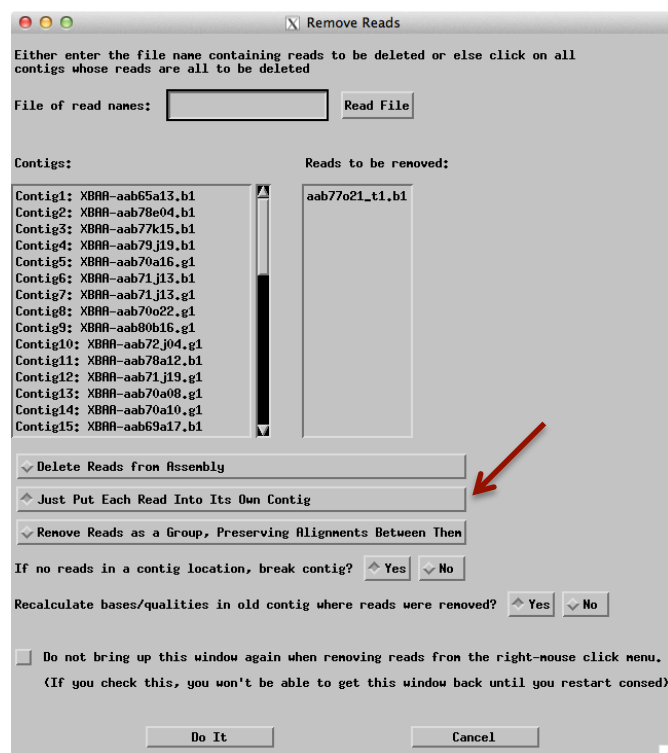 Remove Reads
Either enter the file name containing reads to be deleted or else click on all
contigs whose reads are all to be deleted
File of read names:
Read File
Contigs:
Reads to be removed:
Contig1: XBAA-aab65a13.b1
Contig2: XBAA-aab78e04.b1
Contig3: XBAA-aab77k15.b1
Contig4: XBAA-aab79j19.b1
Contig5: XBAA-aab70a16.g1
Contig6: XBAA-aab71j13.b1
Contig7: XBAA-aab71j13.g1
Contig8: XBAA-aab70o22.g1
Contig9: XBAA-aab80b16.g1
Contig10: XBAA-aab72j04.g1
Contig11: XBAA-aab78a12.b1
Contig12: XBAA-aab71j19.g1
Contig13: XBAA-aab70a08.g1
Contig14: XBAA-aab70a10.g1
Contig15: XBAA-aab69a17.b1
aab77o21_t1.b1
Delete Reads from Assembly
Just Put Each Read Into Its Own Contig
Remove Reads as a Group, Preserving Alignments Between Them
If no reads in a contig location, break contig? Yes No
Recalculate bases/qualities in old contig where reads were removed? Yes No
Do not bring up this window again when removing reads from the right-mouse click menu.
(If you check this, you won't be able to get this window back until you restart consed)
Do It
Cancel